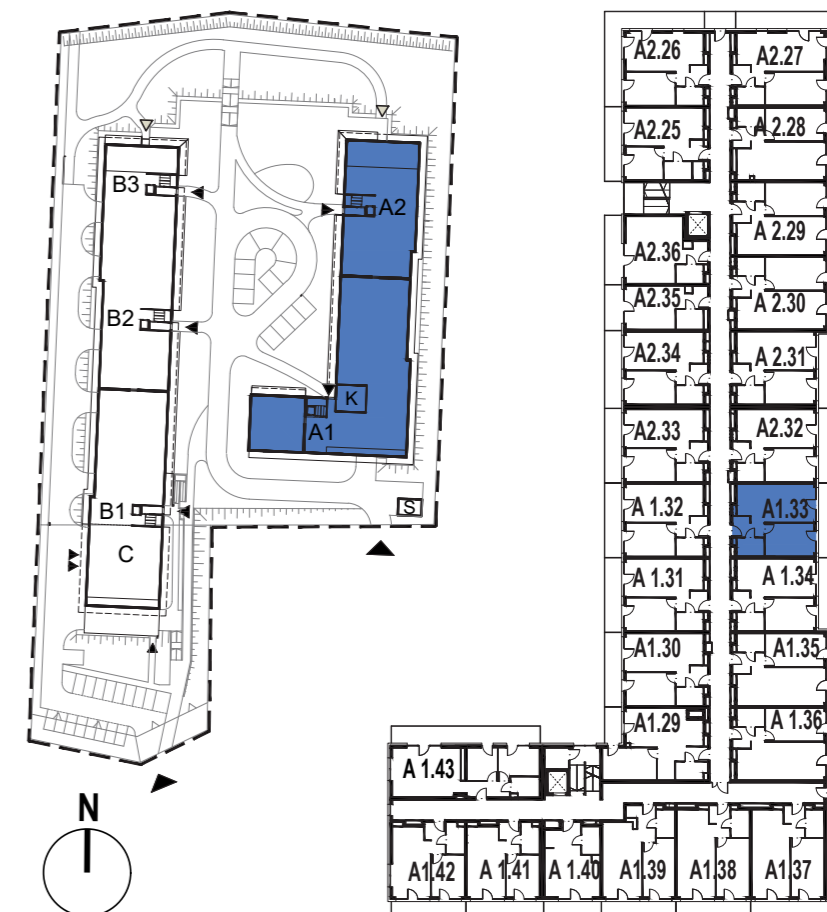 B3
A2
B2
K
A1
B1
S
C
N
A2.26
A2.27
A2.25
A 2.28
A2.36
A 2.29
A2.35
A 2.30
A2.34
A 2.31
A2.33
A2.32
A 1.32
A1.33
A 1.31
A 1.34
A1.30
A1.35
A1.29
A 1.36
A 1.43
A1.42
A 1.41
A 1.40
A1.39
A1.38
A1.37